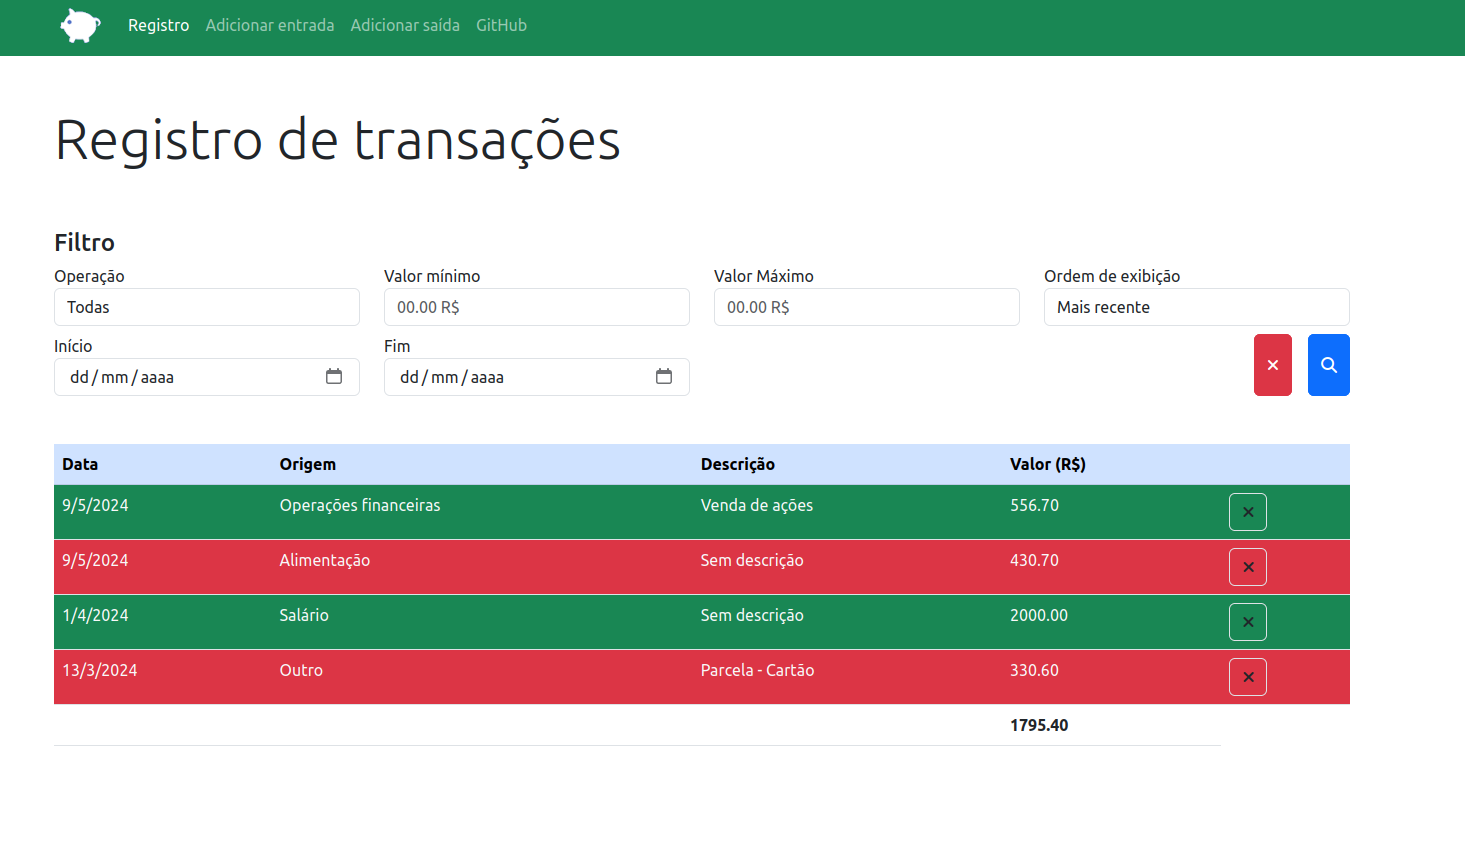 Registro Adicionar entrada Adicionar saída GitHub
Registro de transações
Filtro
Operação Valor mínimo Valor Máximo Ordem de exibição
Todas 00.00 R$ 00.00 R$ Mais recente
Início Fim
dd/mm/aaaa dd/mm/aaaa
Data Origem Descrição Valor (R$)
9/5/2024 Operações financeiras Venda de ações 556.70
9/5/2024 Alimentação Sem descrição 430.70
1/4/2024 Salário Sem descrição 2000.00
13/3/2024 Outro Parcela - Cartão 330.60
1795.40